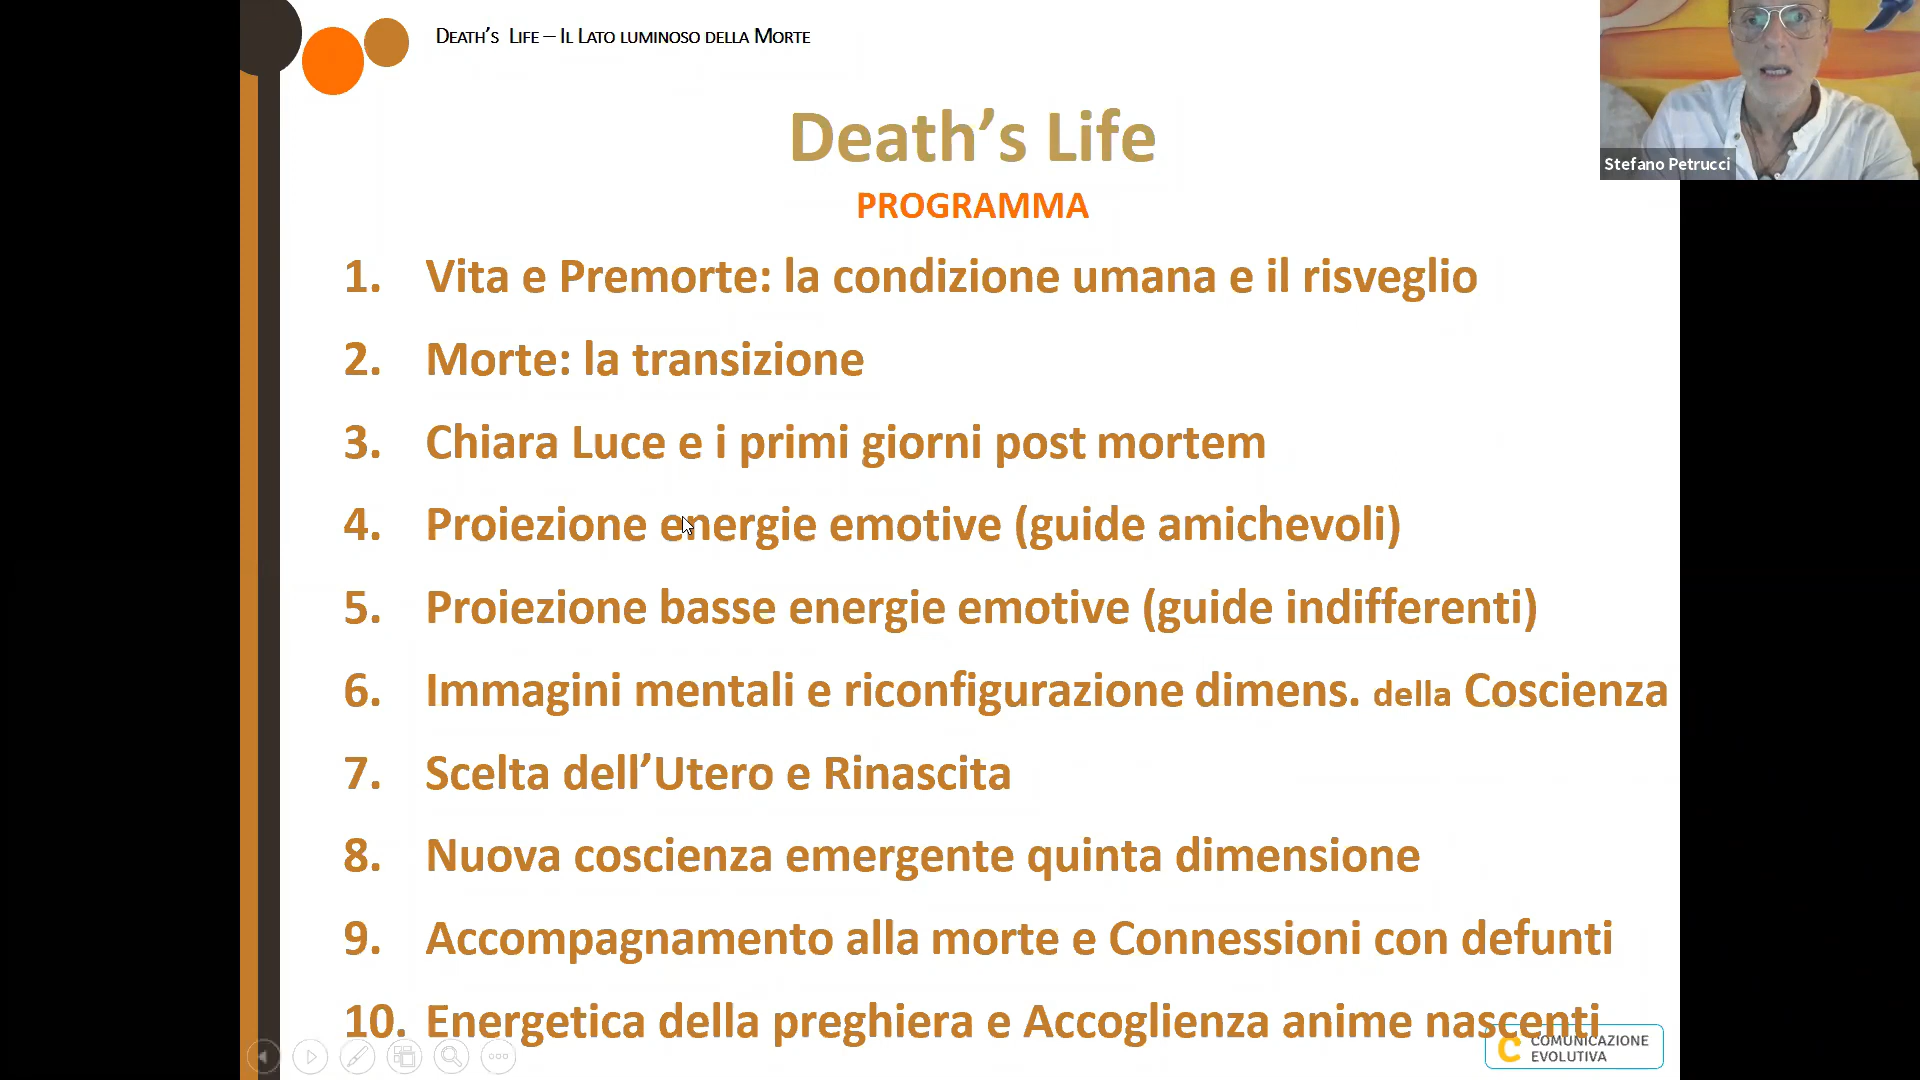 DEATH'S LIFE – IL LATO LUMINOSO DELLA MORTE
Stefano Petrucci
Death's Life
PROGRAMMA
1. Vita e Premorte: la condizione umana e il risveglio
2. Morte: la transizione
3. Chiara Luce e i primi giorni post mortem
4. Proiezione energie emotive (guide amichevoli)
5. Proiezione basse energie emotive (guide indifferenti)
6. Immagini mentali e riconfigurazione dimens. della Coscienza
7. Scelta dell'Utero e Rinascita
8. Nuova coscienza emergente quinta dimensione
9. Accompagnamento alla morte e Connessioni con defunti
10. Energetica della preghiera e Accoglienza anime nascenti
COMUNICAZIONE
EVOLUTIVA